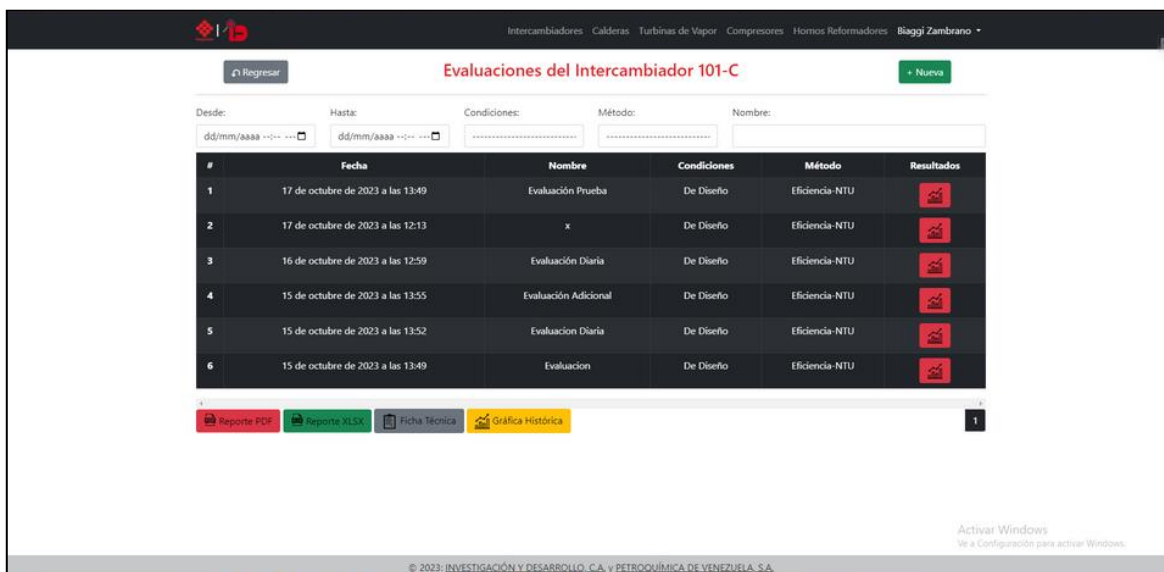 Intercambiadores Calderas Turbinas de Vapor Compresores Hornos Reformadores Biaggi Zambrano
Regresar
Evaluaciones del Intercambiador 101-C
+ Nueva
Desde: Hasta: Condiciones: Método: Nombre:
dd/mm/aaaa --:-- --- dd/mm/aaaa --:-- --- --------------------------- ---------------------------
# Fecha Nombre Condiciones Método Resultados
1 17 de octubre de 2023 a las 13:49 Evaluación Prueba De Diseño Eficiencia-NTU
2 17 de octubre de 2023 a las 12:13 x De Diseño Eficiencia-NTU
3 16 de octubre de 2023 a las 12:59 Evaluación Diaria De Diseño Eficiencia-NTU
4 15 de octubre de 2023 a las 13:55 Evaluación Adicional De Diseño Eficiencia-NTU
5 15 de octubre de 2023 a las 13:52 Evaluacion Diaria De Diseño Eficiencia-NTU
6 15 de octubre de 2023 a las 13:49 Evaluacion De Diseño Eficiencia-NTU
Reporte PDF Reporte XLSX Ficha Técnica Gráfica Histórica 1
Activar Windows
Ve a Configuración para activar Windows.
© 2023: INVESTIGACIÓN Y DESARROLLO, C.A. y PETROQUÍMICA DE VENEZUELA, S.A.